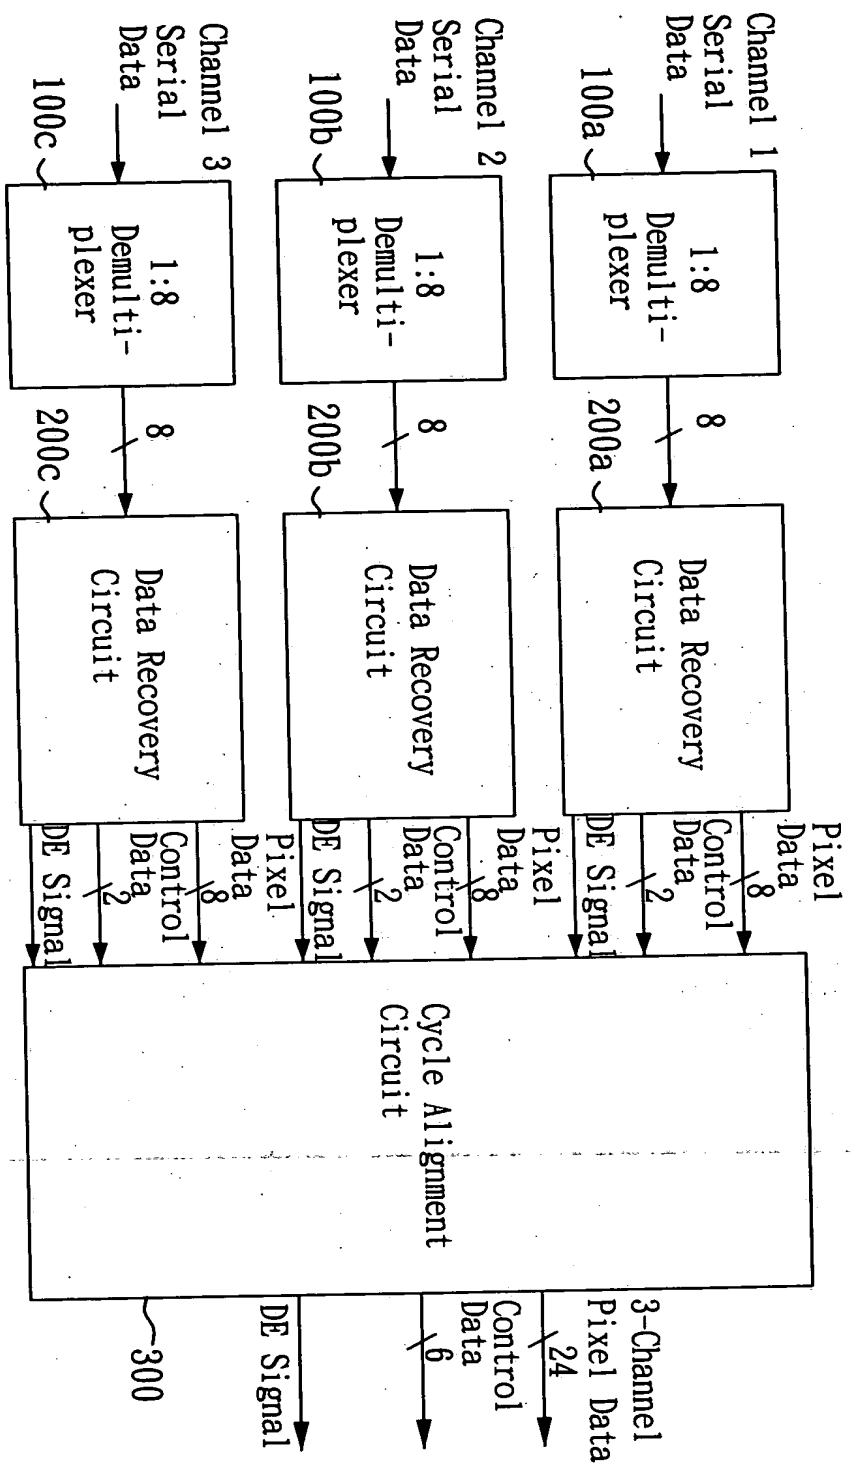 Channel 1
Serial
Data
100a
1:8
Demulti-
plexer
8
200a
Data Recovery
Circuit
Pixel
Data
8
Control
Data
2
DE Signal
Channel 2
Serial
Data
100b
1:8
Demulti-
plexer
8
200b
Data Recovery
Circuit
Pixel
Data
8
Control
Data
2
DE Signal
Channel 3
Serial
Data
100c
1:8
Demulti-
plexer
8
200c
Data Recovery
Circuit
Pixel
Data
8
Control
Data
2
DE Signal
Cycle Alignment
Circuit
300
3-Channel
Pixel Data
24
Control
Data
6
DE Signal